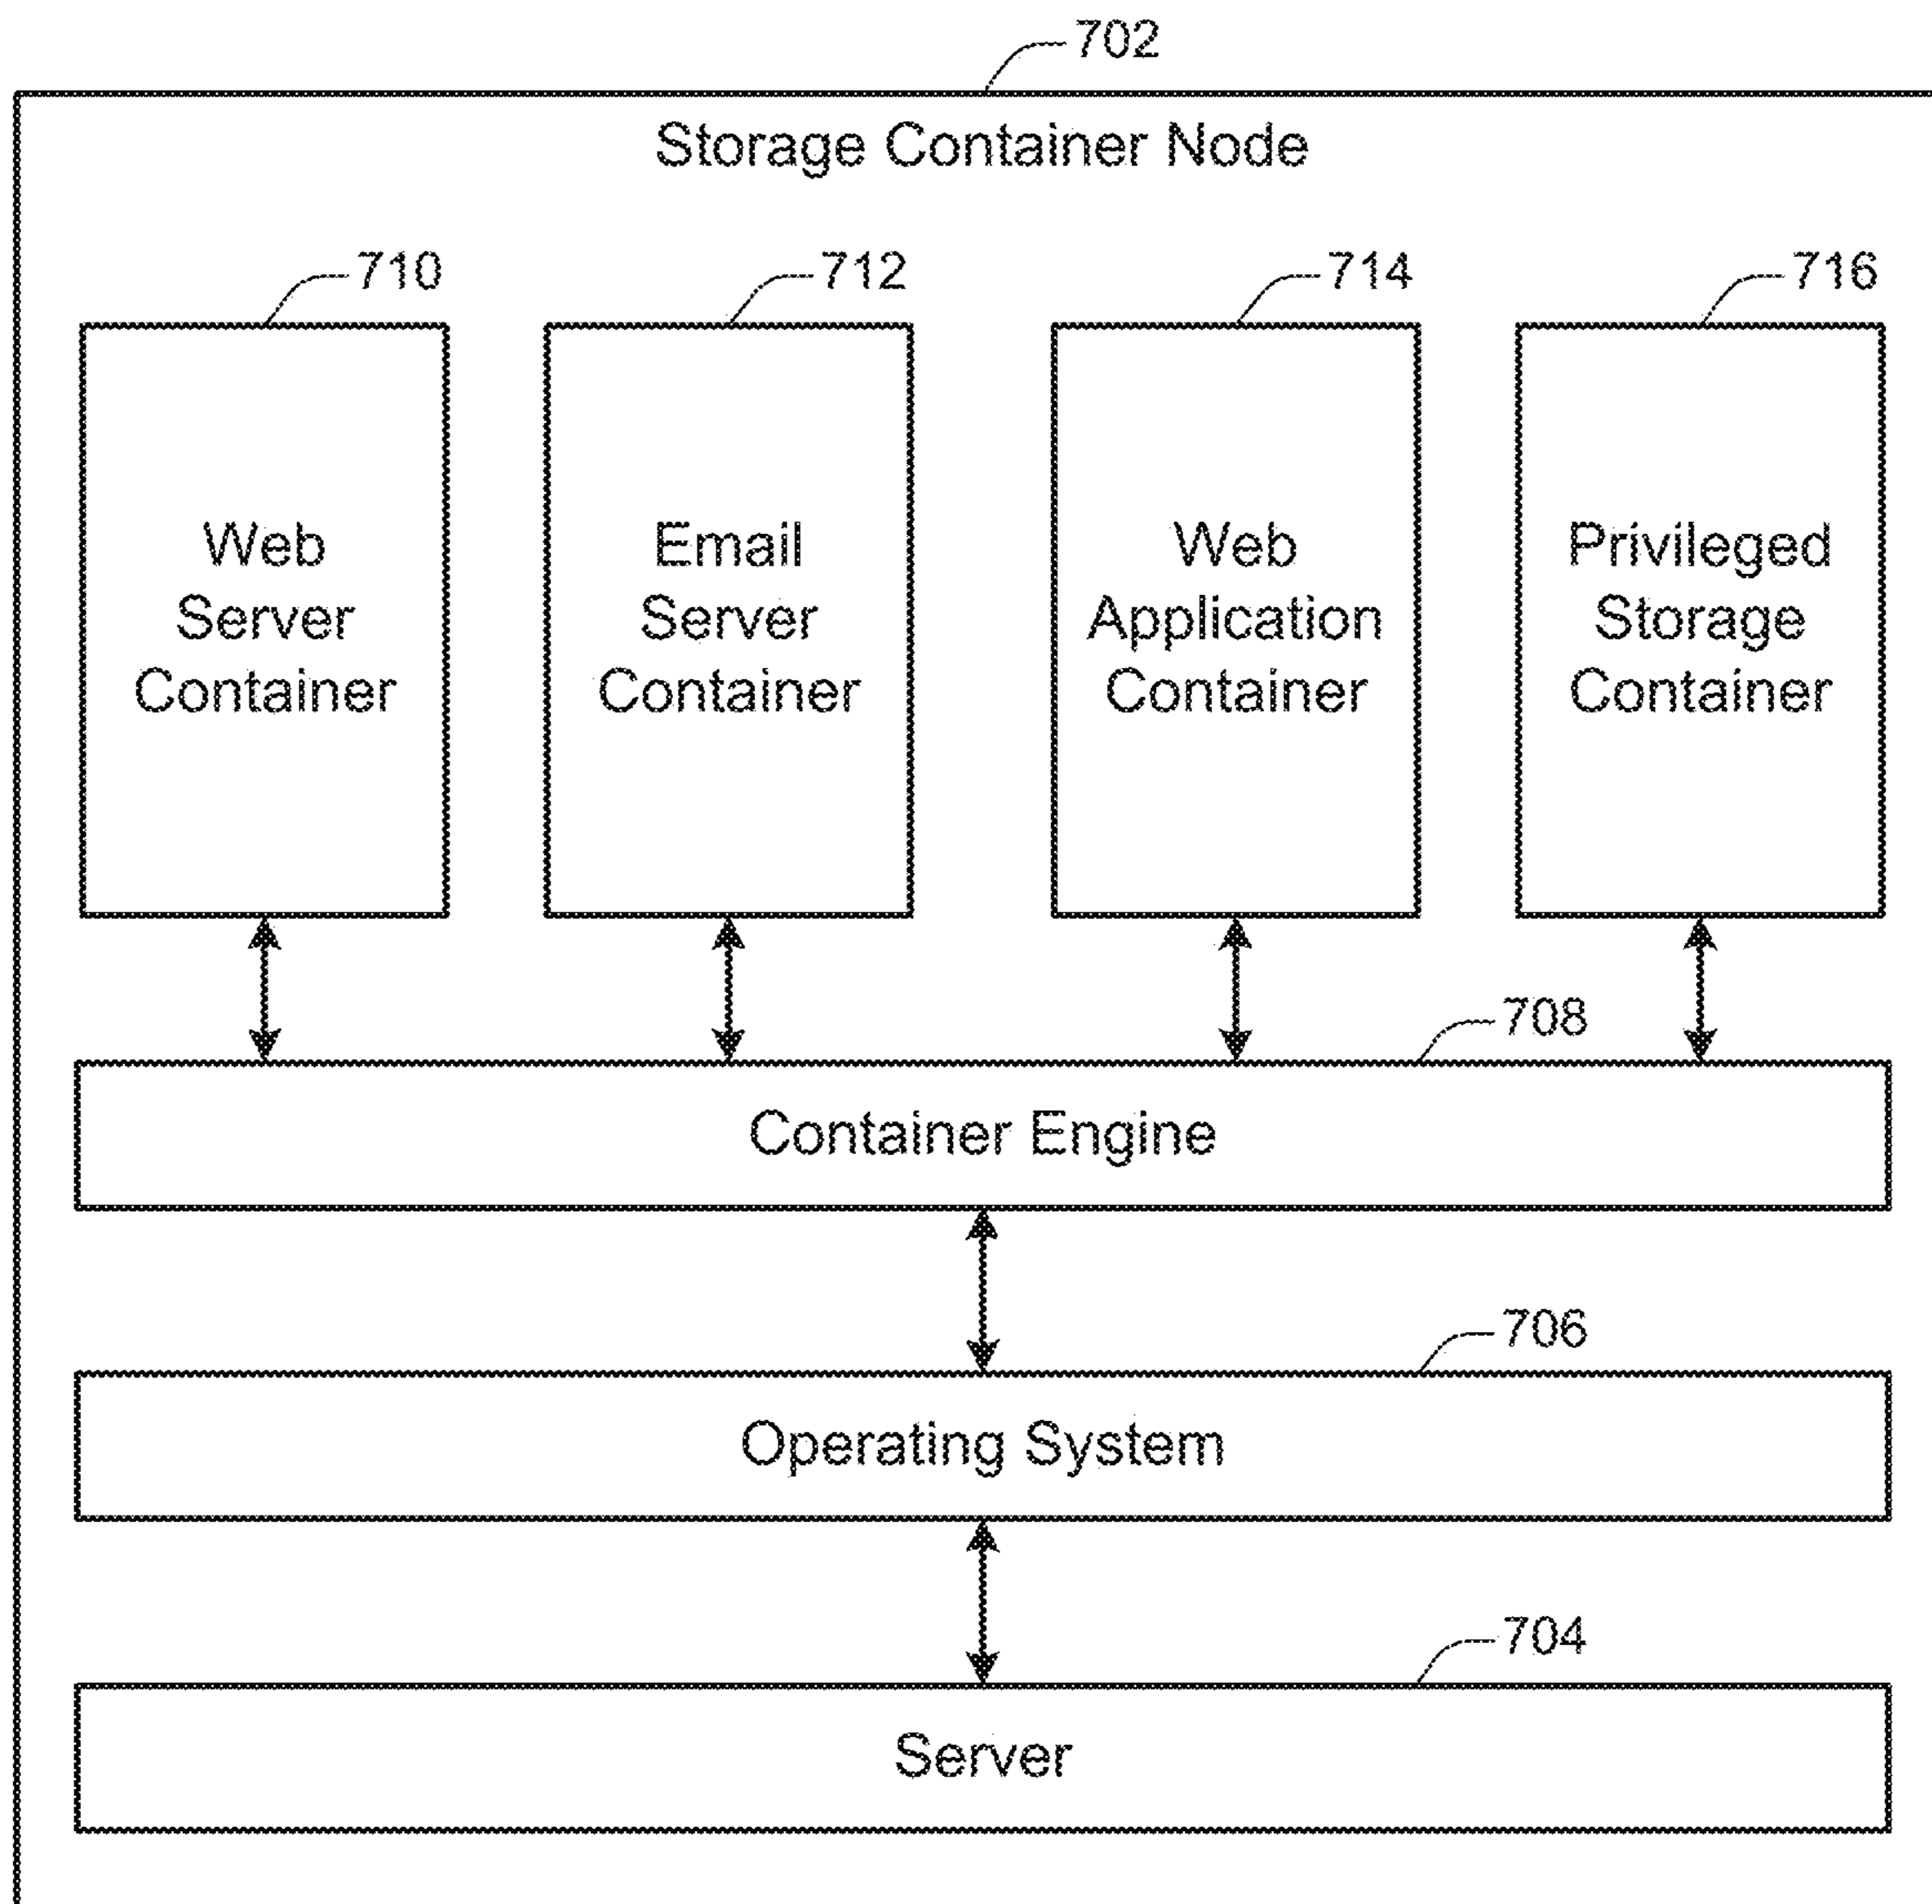 702
Storage Container Node
710
712
714
716
Web
Server
Container
Email
Server
Container
Web
Application
Container
Privileged
Storage
Container
708
Container Engine
706
Operating System
704
Server